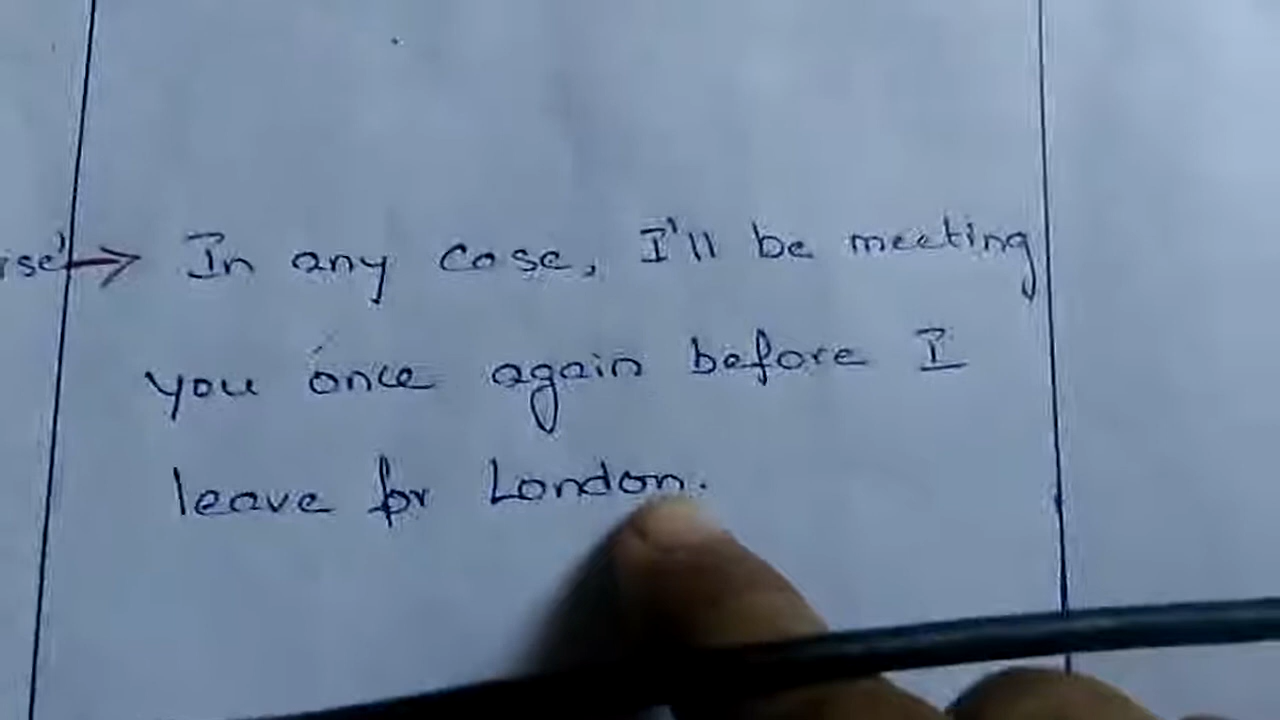 In any case, I'll be meeting
you once again before I
leave for London.